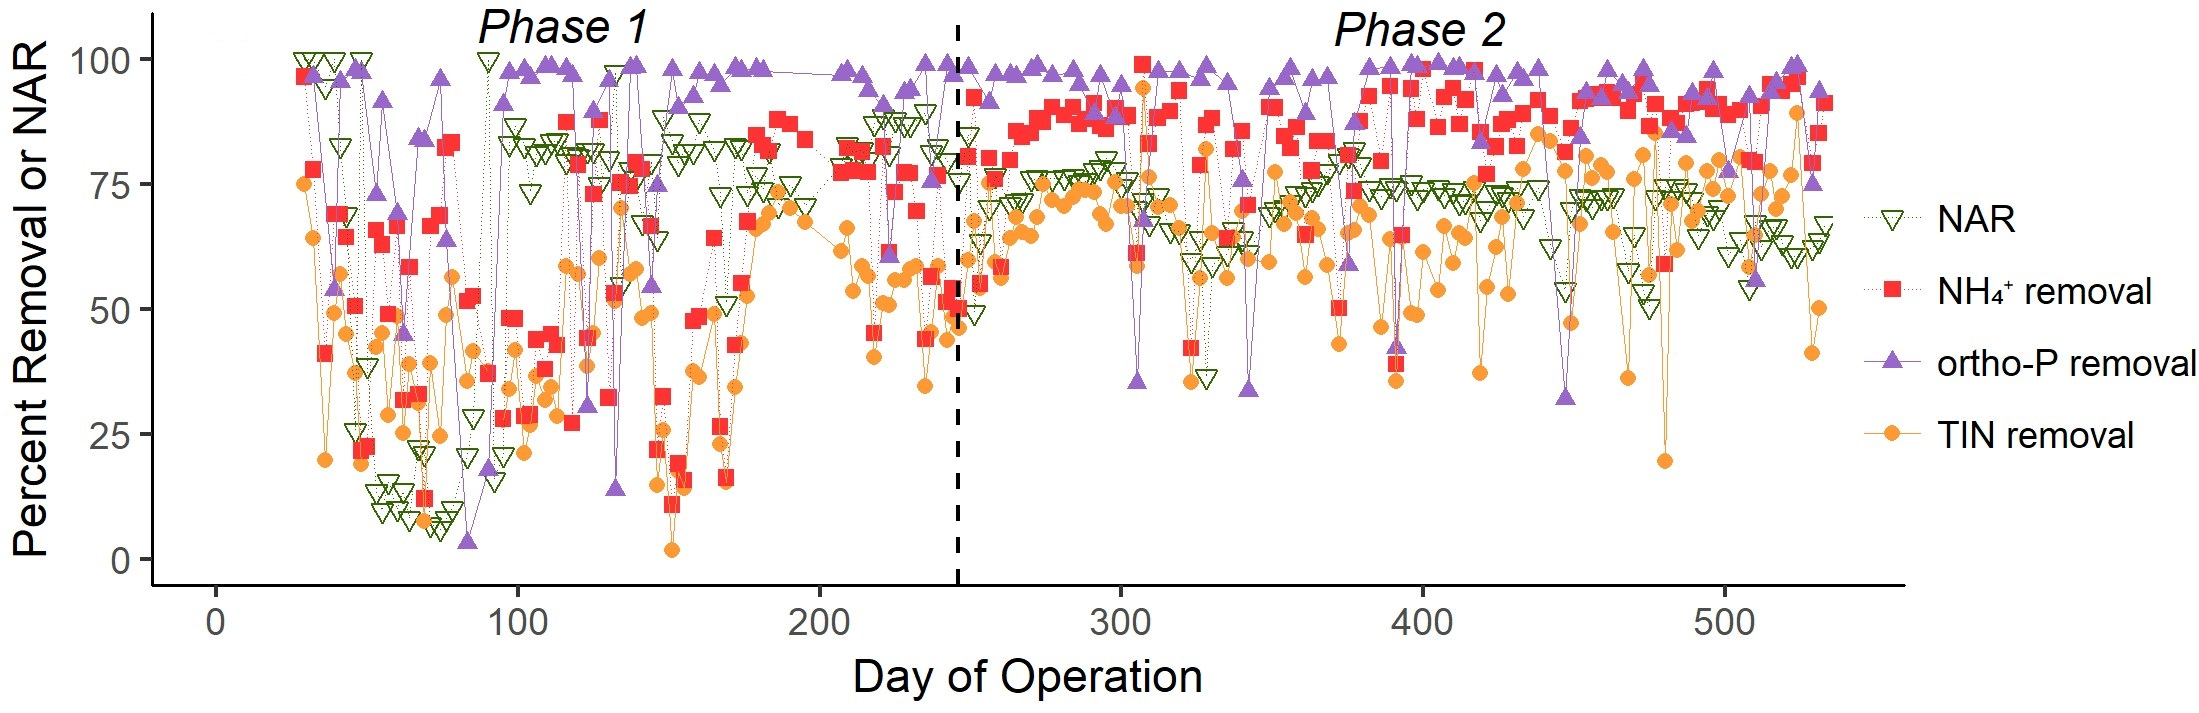 Phase 1
Phase 2
Percent Removal or NAR
100
75
50
25
0
0 100 200 300 400 500
Day of Operation
NAR
NH₄⁺ removal
ortho-P removal
TIN removal